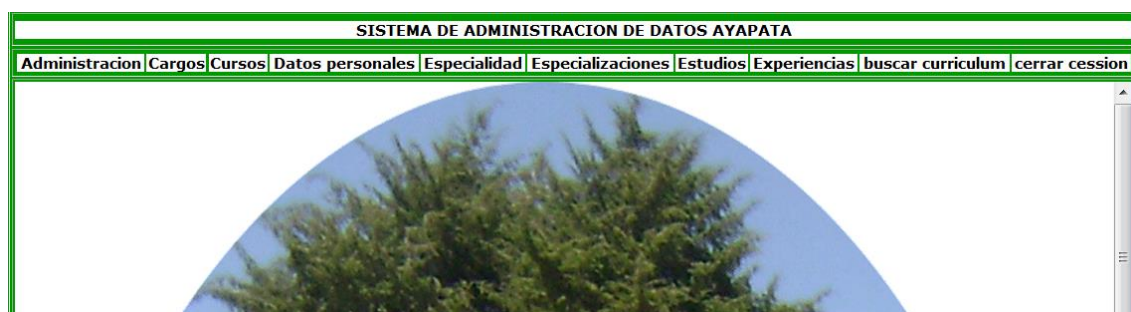 SISTEMA DE ADMINISTRACION DE DATOS AYAPATA
Administracion Cargos Cursos Datos personales Especialidad Especializaciones Estudios Experiencias buscar curriculum cerrar cession